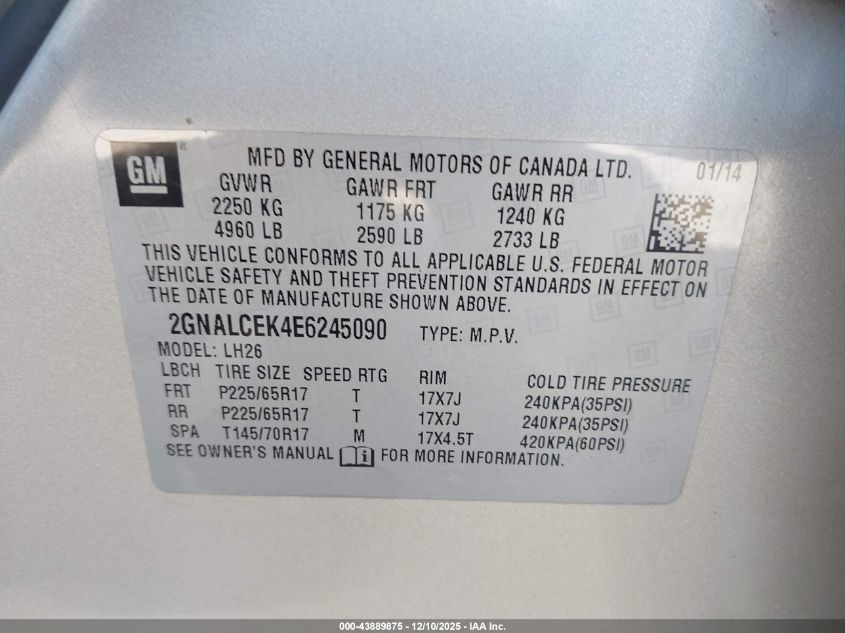 GM ® MFD BY GENERAL MOTORS OF CANADA LTD. 01/14
GVWR GAWR FRT GAWR RR
2250 KG 1175 KG 1240 KG
4960 LB 2590 LB 2733 LB
THIS VEHICLE CONFORMS TO ALL APPLICABLE U.S. FEDERAL MOTOR
VEHICLE SAFETY AND THEFT PREVENTION STANDARDS IN EFFECT ON
THE DATE OF MANUFACTURE SHOWN ABOVE.
2GNALCEK4E6245090 TYPE: M.P.V.
MODEL: LH26
LBCH TIRE SIZE SPEED RTG RIM COLD TIRE PRESSURE
FRT P225/65R17 T 17X7J 240KPA(35PSI)
RR P225/65R17 T 17X7J 240KPA(35PSI)
SPA T145/70R17 M 17X4.5T 420KPA(60PSI)
SEE OWNER'S MANUAL i FOR MORE INFORMATION.
000-43889875 - 12/10/2025 - IAA Inc.